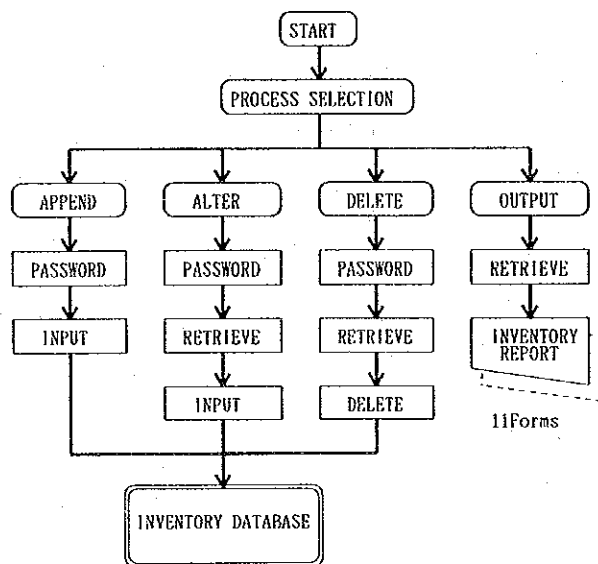 START
PROCESS SELECTION
APPEND ALTER DELETE OUTPUT
PASSWORD PASSWORD PASSWORD RETRIEVE
INPUT RETRIEVE RETRIEVE INVENTORY
REPORT
INPUT DELETE
11Forms
INVENTORY DATABASE